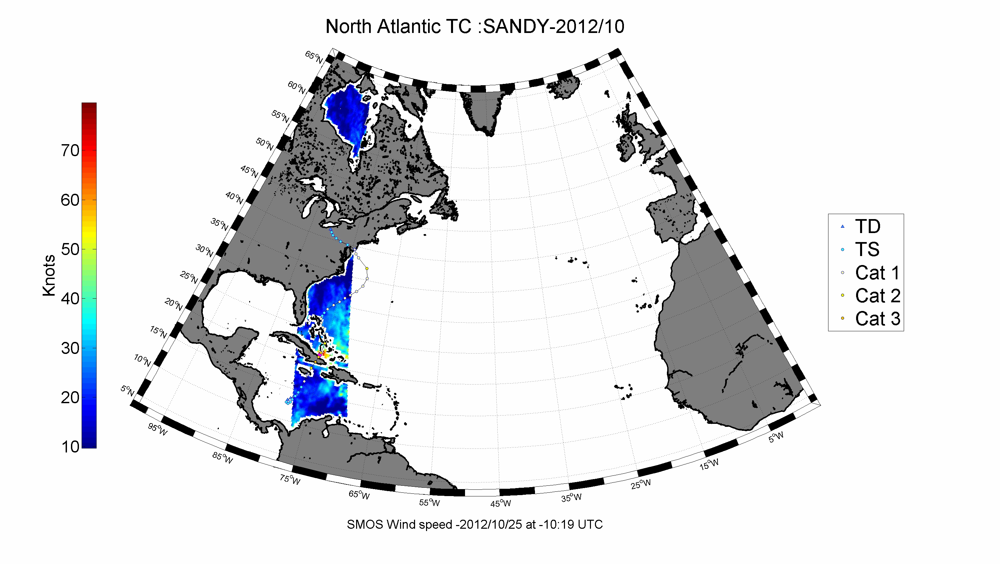 North Atlantic TC :SANDY-2012/10
65°N
60°N
55°N
50°N
45°N
40°N
35°N
30°N
25°N
20°N
15°N
10°N
5°N
95°W
85°W
75°W
65°W
55°W
45°W
35°W
25°W
15°W
5°W
Knots
70
60
50
40
30
20
10
TD
TS
Cat 1
Cat 2
Cat 3
SMOS Wind speed -2012/10/25 at -10:19 UTC